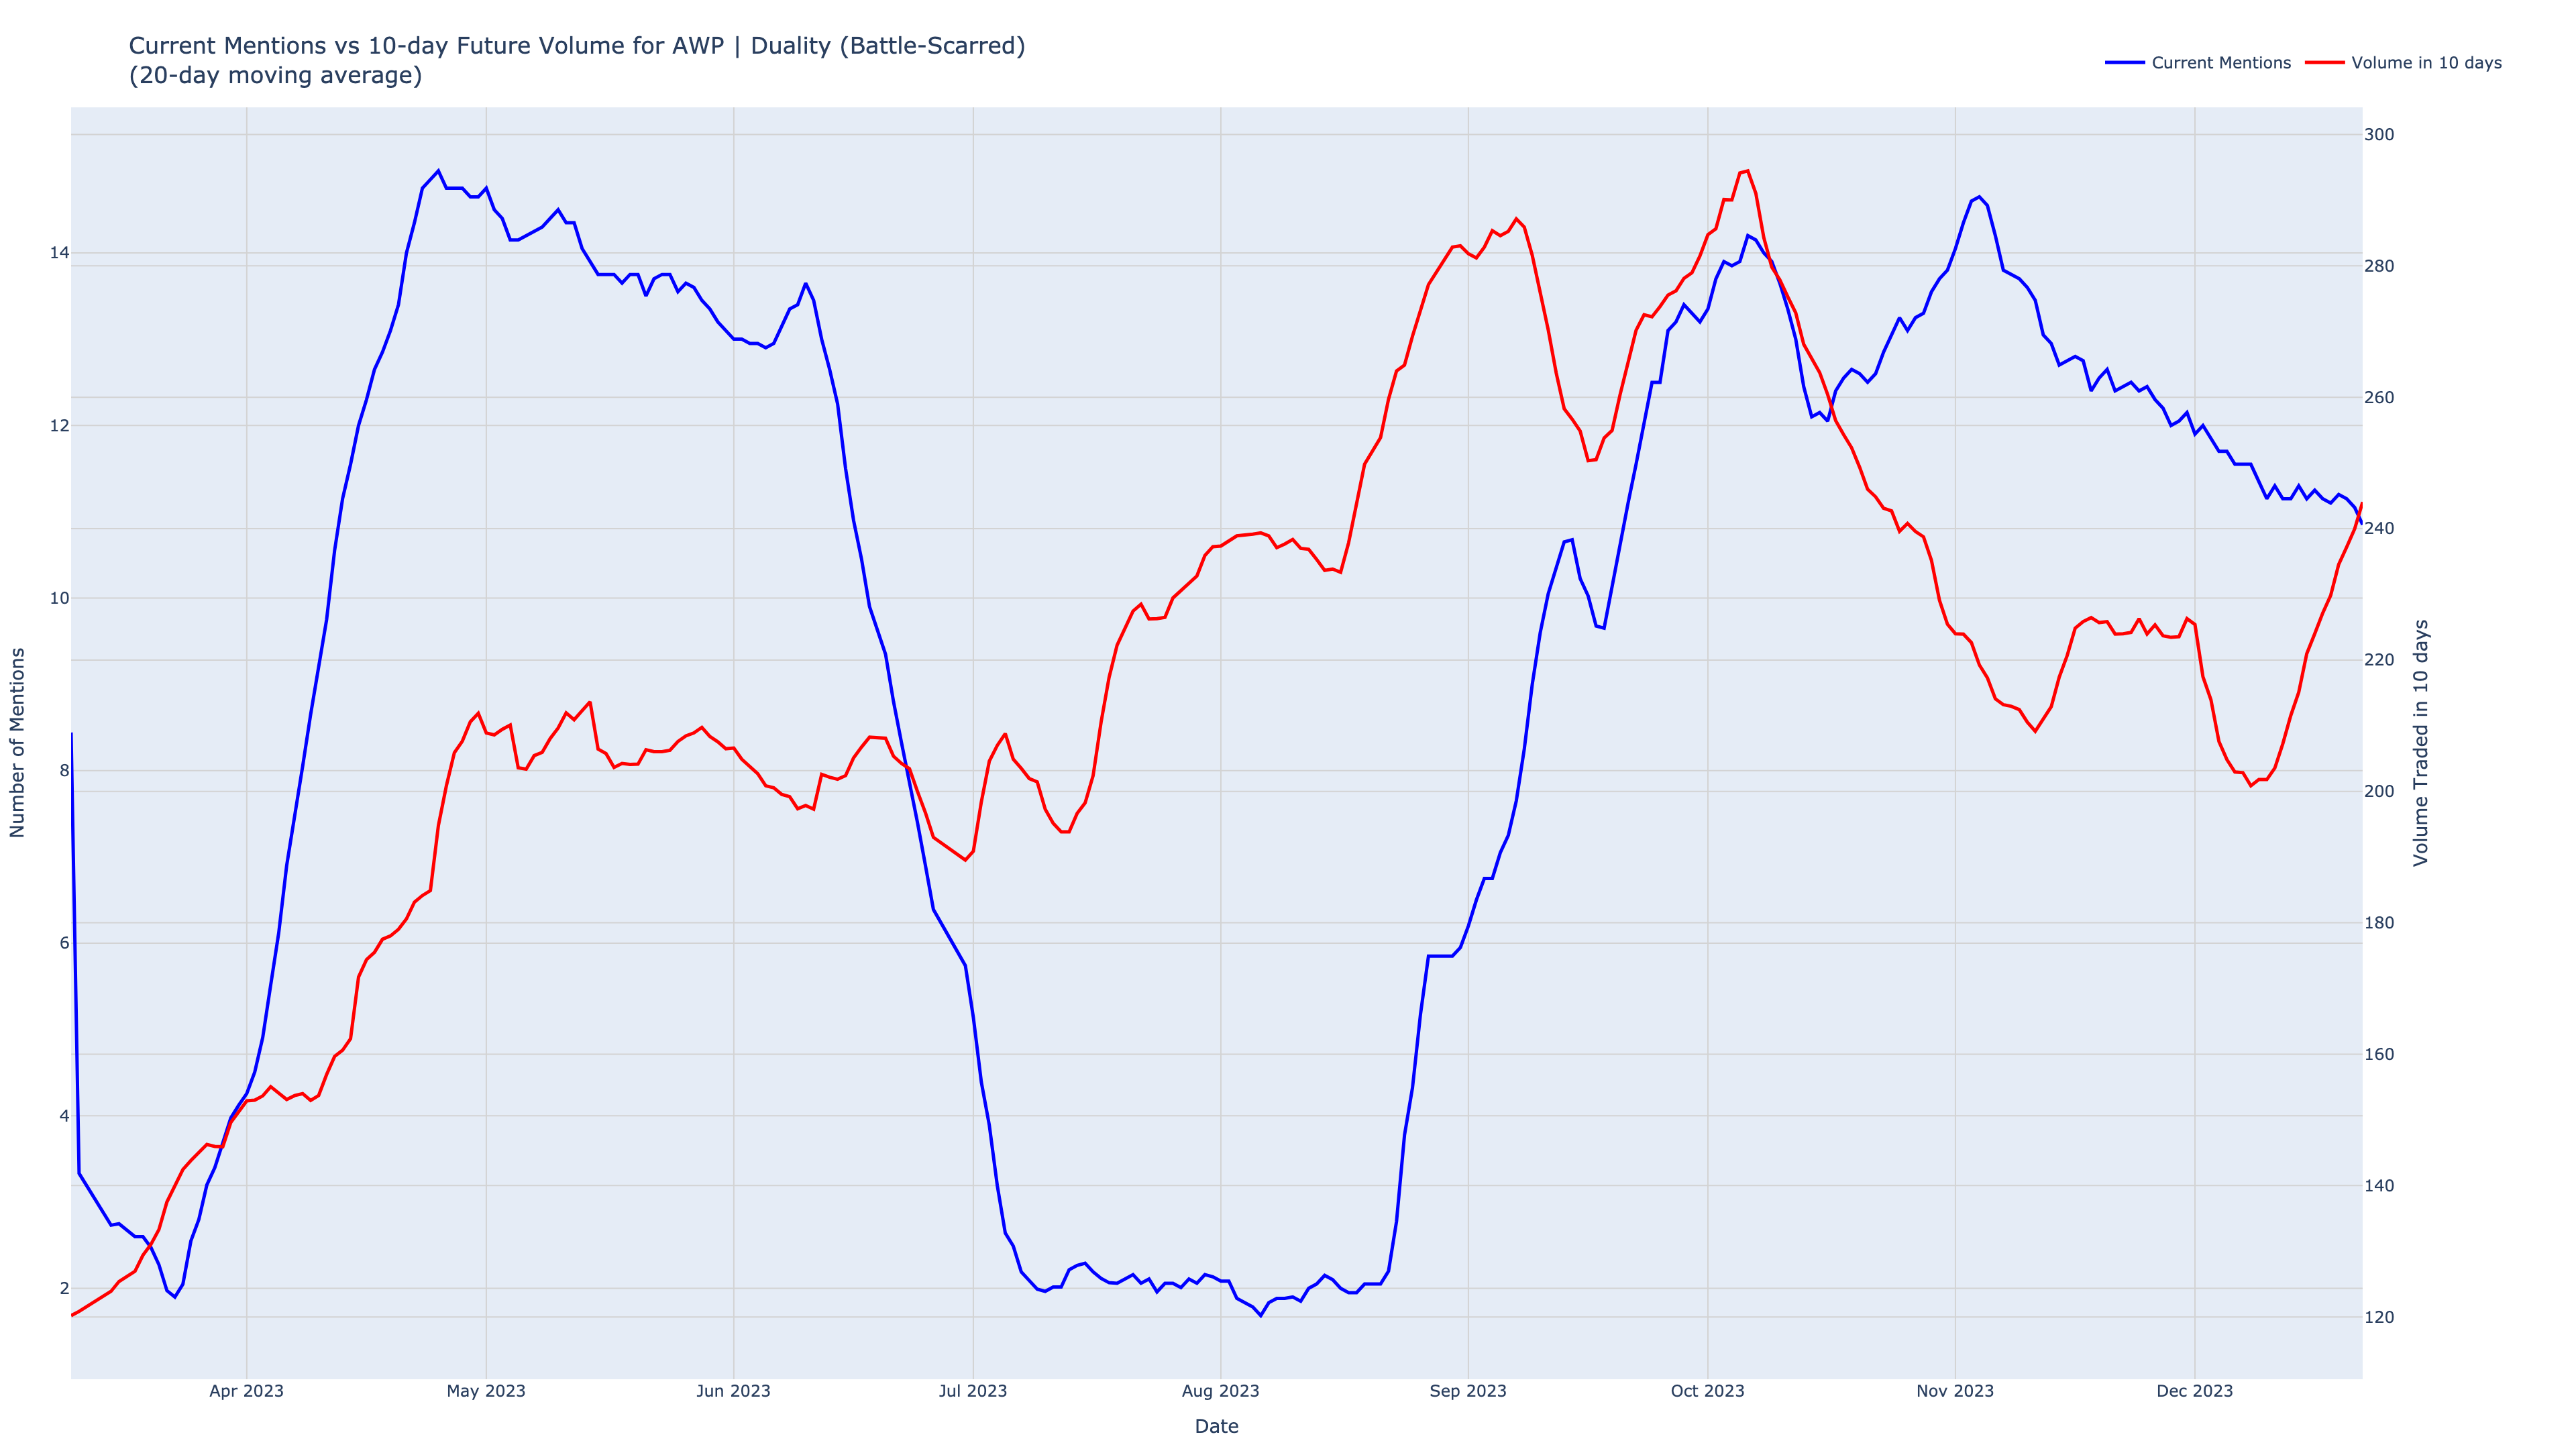 Current Mentions vs 10-day Future Volume for AWP | Duality (Battle-Scarred)
(20-day moving average)
Current Mentions
Volume in 10 days
Number of Mentions
14
12
10
8
6
4
2
300
280
260
240
220
200
180
160
140
120
Volume Traded in 10 days
Apr 2023
May 2023
Jun 2023
Jul 2023
Aug 2023
Sep 2023
Oct 2023
Nov 2023
Dec 2023
Date